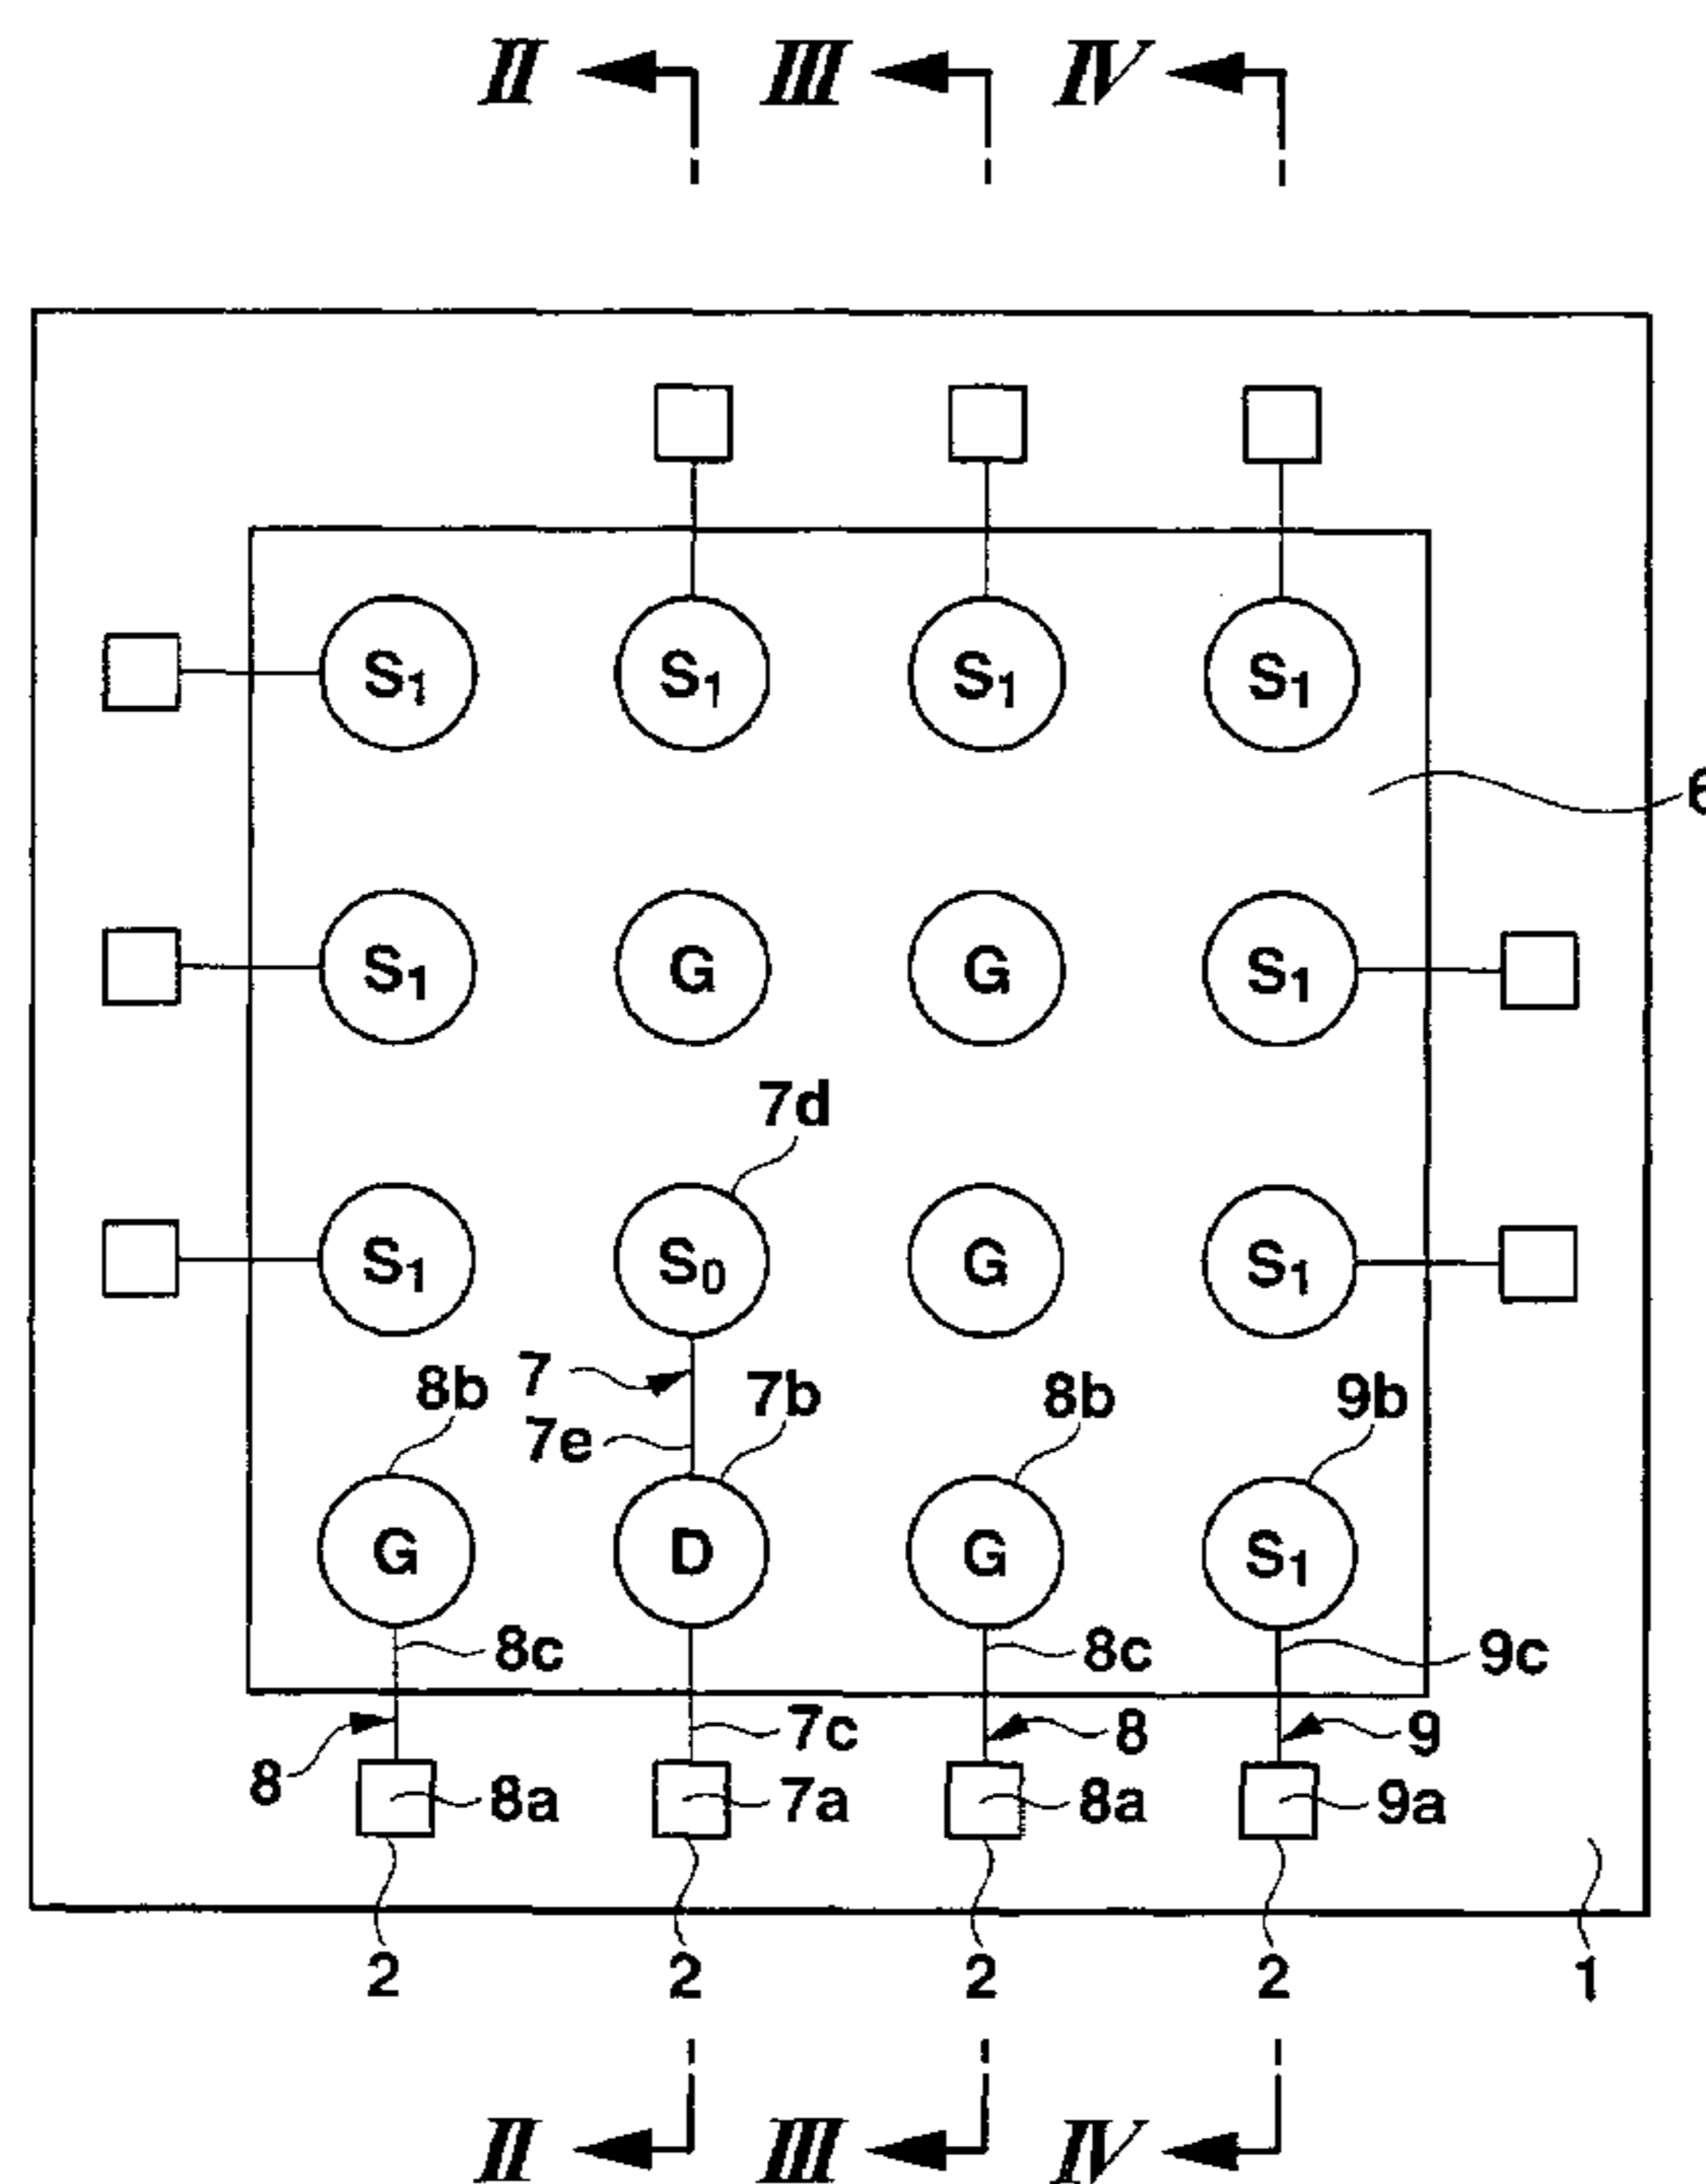 II III IV
S1 S1 S1 S1
6
S1 G G S1
7d
S1 S0 G S1
8b 7 7b 8b 9b
7e
G D G S1
8c 8c 9c
7c 8 9
8 8a 7a 8a 9a
2 2 2 2 1
II III IV